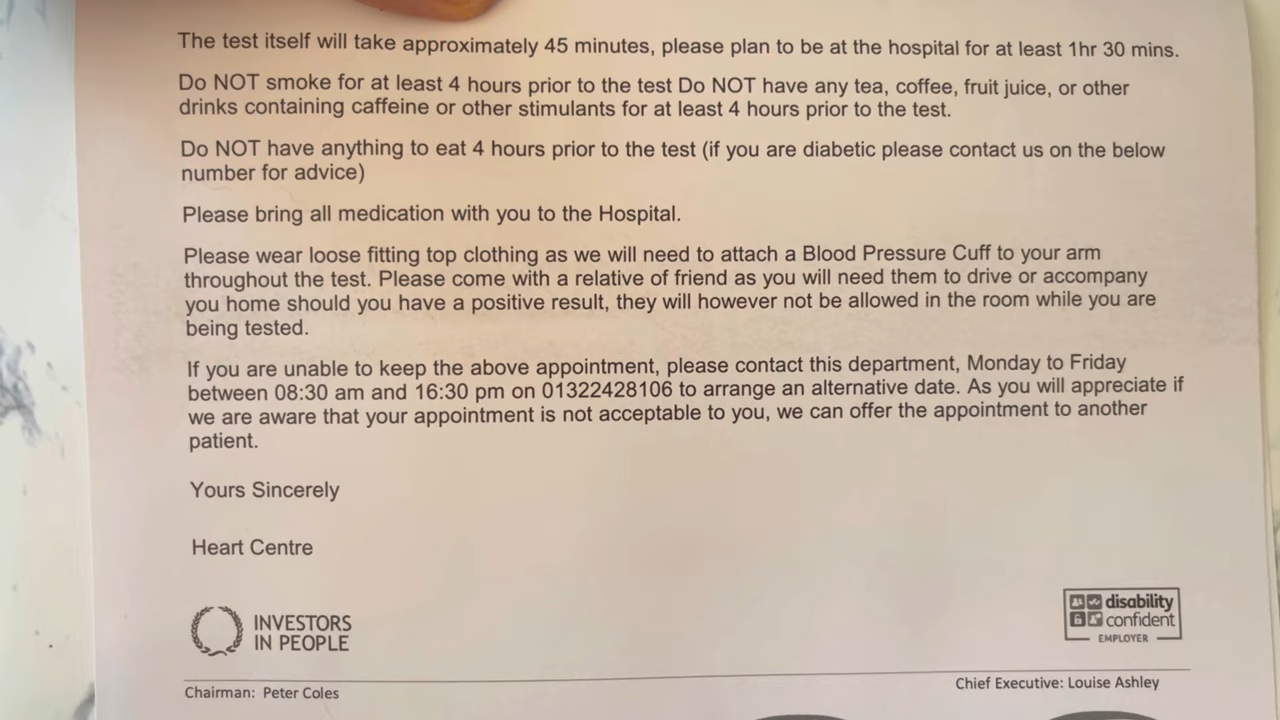 The test itself will take approximately 45 minutes, please plan to be at the hospital for at least 1hr 30 mins.
Do NOT smoke for at least 4 hours prior to the test Do NOT have any tea, coffee, fruit juice, or other
drinks containing caffeine or other stimulants for at least 4 hours prior to the test.
Do NOT have anything to eat 4 hours prior to the test (if you are diabetic please contact us on the below
number for advice)
Please bring all medication with you to the Hospital.
Please wear loose fitting top clothing as we will need to attach a Blood Pressure Cuff to your arm
throughout the test. Please come with a relative of friend as you will need them to drive or accompany
you home should you have a positive result, they will however not be allowed in the room while you are
being tested.
If you are unable to keep the above appointment, please contact this department, Monday to Friday
between 08:30 am and 16:30 pm on 01322428106 to arrange an alternative date. As you will appreciate if
we are aware that your appointment is not acceptable to you, we can offer the appointment to another
patient.
Yours Sincerely
Heart Centre
INVESTORS
IN PEOPLE
disability
confident
EMPLOYER
Chairman: Peter Coles
Chief Executive: Louise Ashley